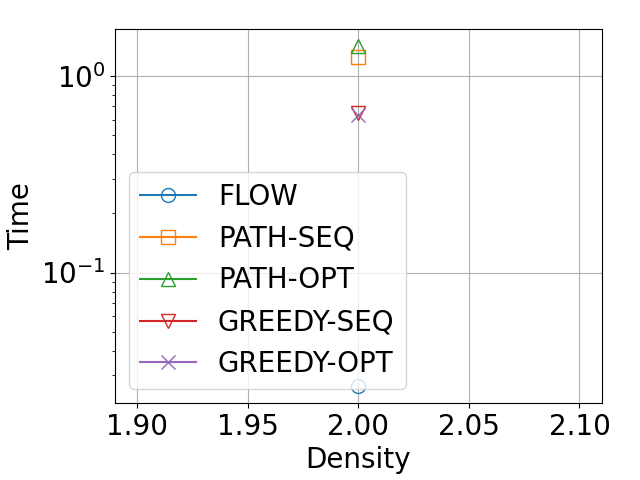 10⁰
10⁻¹
Time
FLOW
PATH-SEQ
PATH-OPT
GREEDY-SEQ
GREEDY-OPT
1.90 1.95 2.00 2.05 2.10
Density